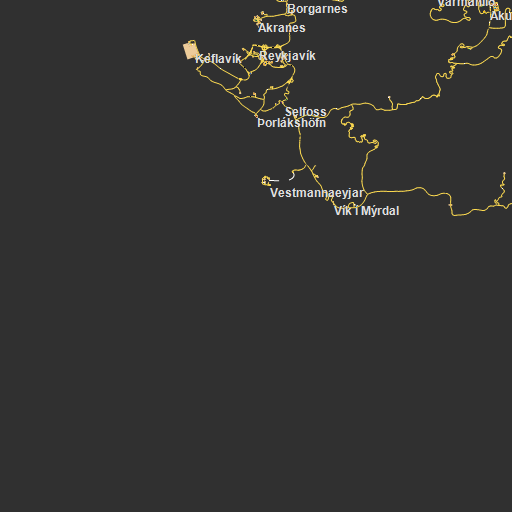 Borgarnes
Akranes
Reykjavík
Keflavík
Selfoss
Þorlákshöfn
Vestmannaeyjar
Vík í Mýrdal